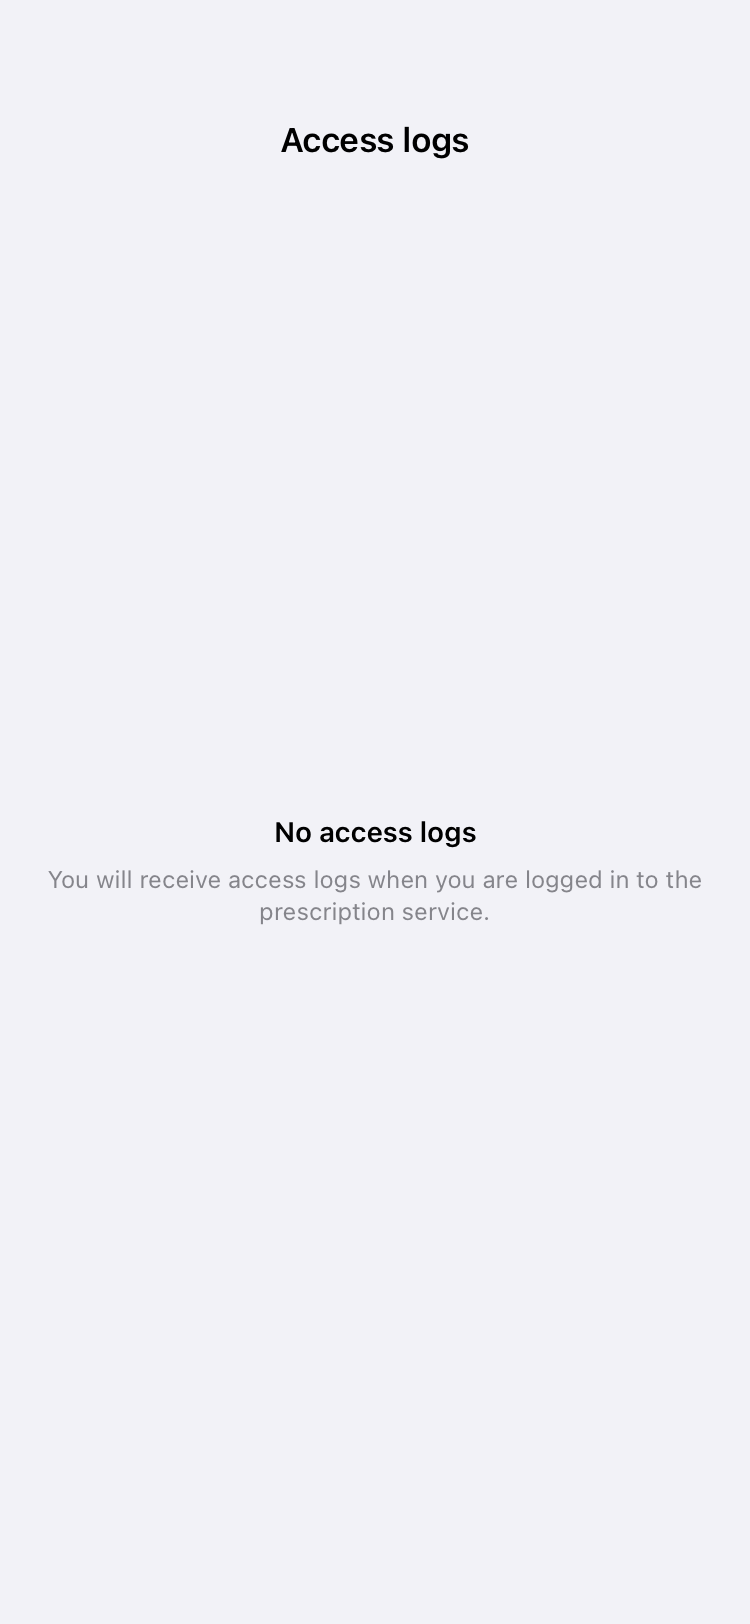 Access logs
No access logs
You will receive access logs when you are logged in to the
prescription service.